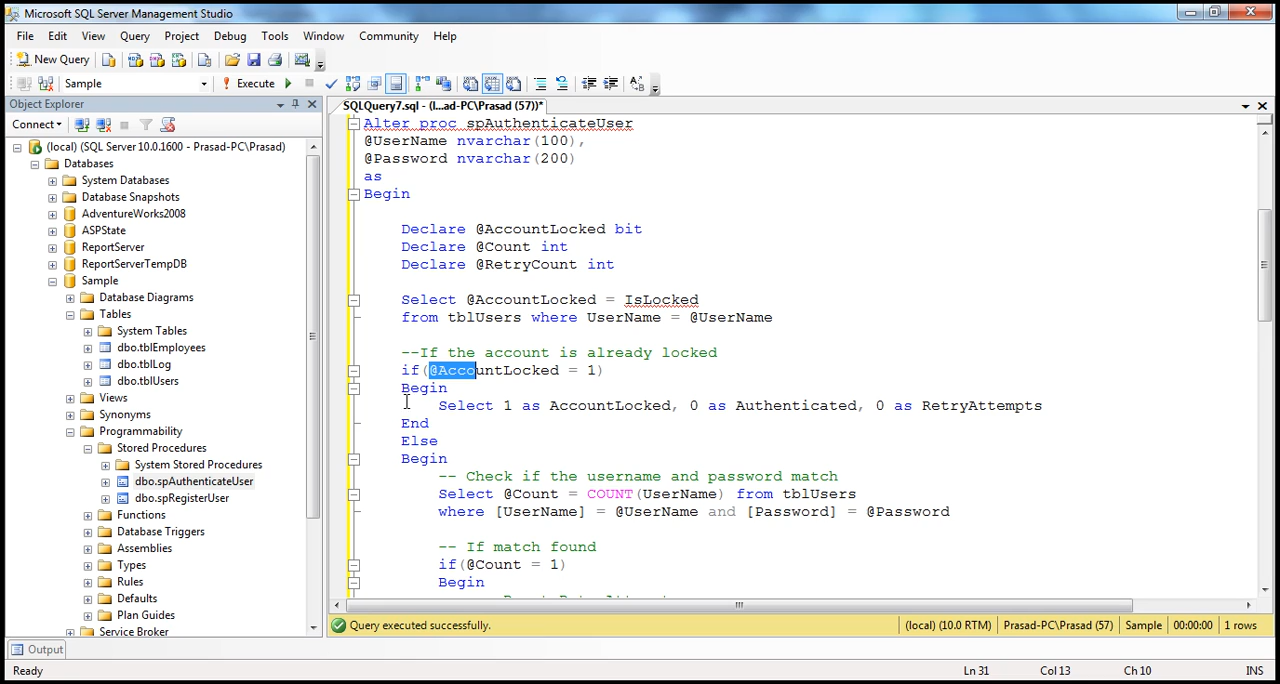 Microsoft SQL Server Management Studio
File Edit View Query Project Debug Tools Window Community Help
New Query
Sample Execute
Object Explorer
SQLQuery7.sql - (l...ad-PC\Prasad (57))*
Connect
(local) (SQL Server 10.0.1600 - Prasad-PC\Prasad)
Databases
System Databases
Database Snapshots
AdventureWorks2008
ASPState
ReportServer
ReportServerTempDB
Sample
Database Diagrams
Tables
System Tables
dbo.tblEmployees
dbo.tblLog
dbo.tblUsers
Views
Synonyms
Programmability
Stored Procedures
System Stored Procedures
dbo.spAuthenticateUser
dbo.spRegisterUser
Functions
Database Triggers
Assemblies
Types
Rules
Defaults
Plan Guides
Service Broker
Alter proc spAuthenticateUser
@UserName nvarchar(100),
@Password nvarchar(200)
as
Begin
Declare @AccountLocked bit
Declare @Count int
Declare @RetryCount int
Select @AccountLocked = IsLocked
from tblUsers where UserName = @UserName
--If the account is already locked
if(@AccountLocked = 1)
Begin
Select 1 as AccountLocked, 0 as Authenticated, 0 as RetryAttempts
End
Else
Begin
-- Check if the username and password match
Select @Count = COUNT(UserName) from tblUsers
where [UserName] = @UserName and [Password] = @Password
-- If match found
if(@Count = 1)
Begin
Query executed successfully. (local) (10.0 RTM) Prasad-PC\Prasad (57) Sample 00:00:00 1 rows
Output
Ready Ln 31 Col 13 Ch 10 INS